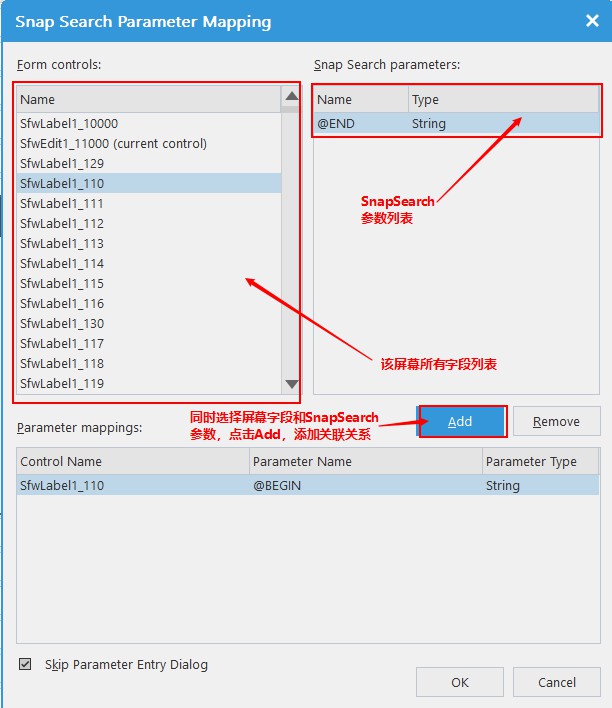 Snap Search Parameter Mapping
Form controls:
Snap Search parameters:
Name
SfwLabel1_10000
SfwEdit1_11000 (current control)
SfwLabel1_129
SfwLabel1_110
SfwLabel1_111
SfwLabel1_112
SfwLabel1_113
SfwLabel1_114
SfwLabel1_115
SfwLabel1_116
SfwLabel1_130
SfwLabel1_117
SfwLabel1_118
SfwLabel1_119
Name Type
@END String
SnapSearch
参数列表
该屏幕所有字段列表
同时选择屏幕字段和SnapSearch
参数，点击Add，添加关联关系
Add
Remove
Parameter mappings:
Control Name Parameter Name Parameter Type
SfwLabel1_110 @BEGIN String
Skip Parameter Entry Dialog
OK
Cancel